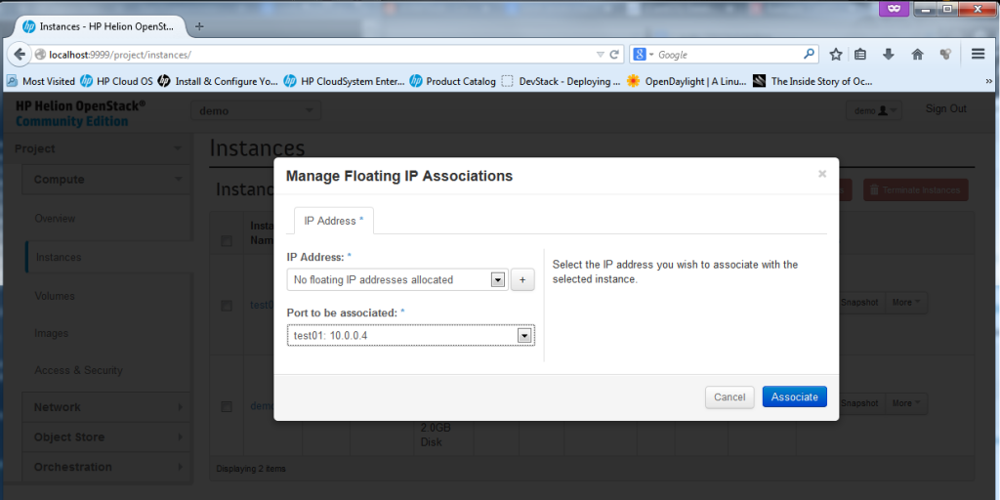 Instances - HP Helion OpenSt...
localhost:9999/project/instances/
Google
Most Visited HP Cloud OS Install & Configure Yo... HP CloudSystem Enter... Product Catalog DevStack - Deploying ... OpenDaylight | A Linu... The Inside Story of Oc... »
HP Helion OpenStack®
Community Edition
demo
demo
Sign Out
Project
Instances
Compute
Manage Floating IP Associations
×
Instanc
Terminate Instances
Overview
IP Address *
Insta
Nam
Instances
IP Address: *
No floating IP addresses allocated
+
Select the IP address you wish to associate with the
selected instance.
Volumes
test0
Port to be associated: *
test01: 10.0.0.4
Snapshot
More
Images
Access & Security
Cancel
Associate
Network
demo
Snapshot
More
Object Store
2.0GB
Disk
Orchestration
Displaying 2 items